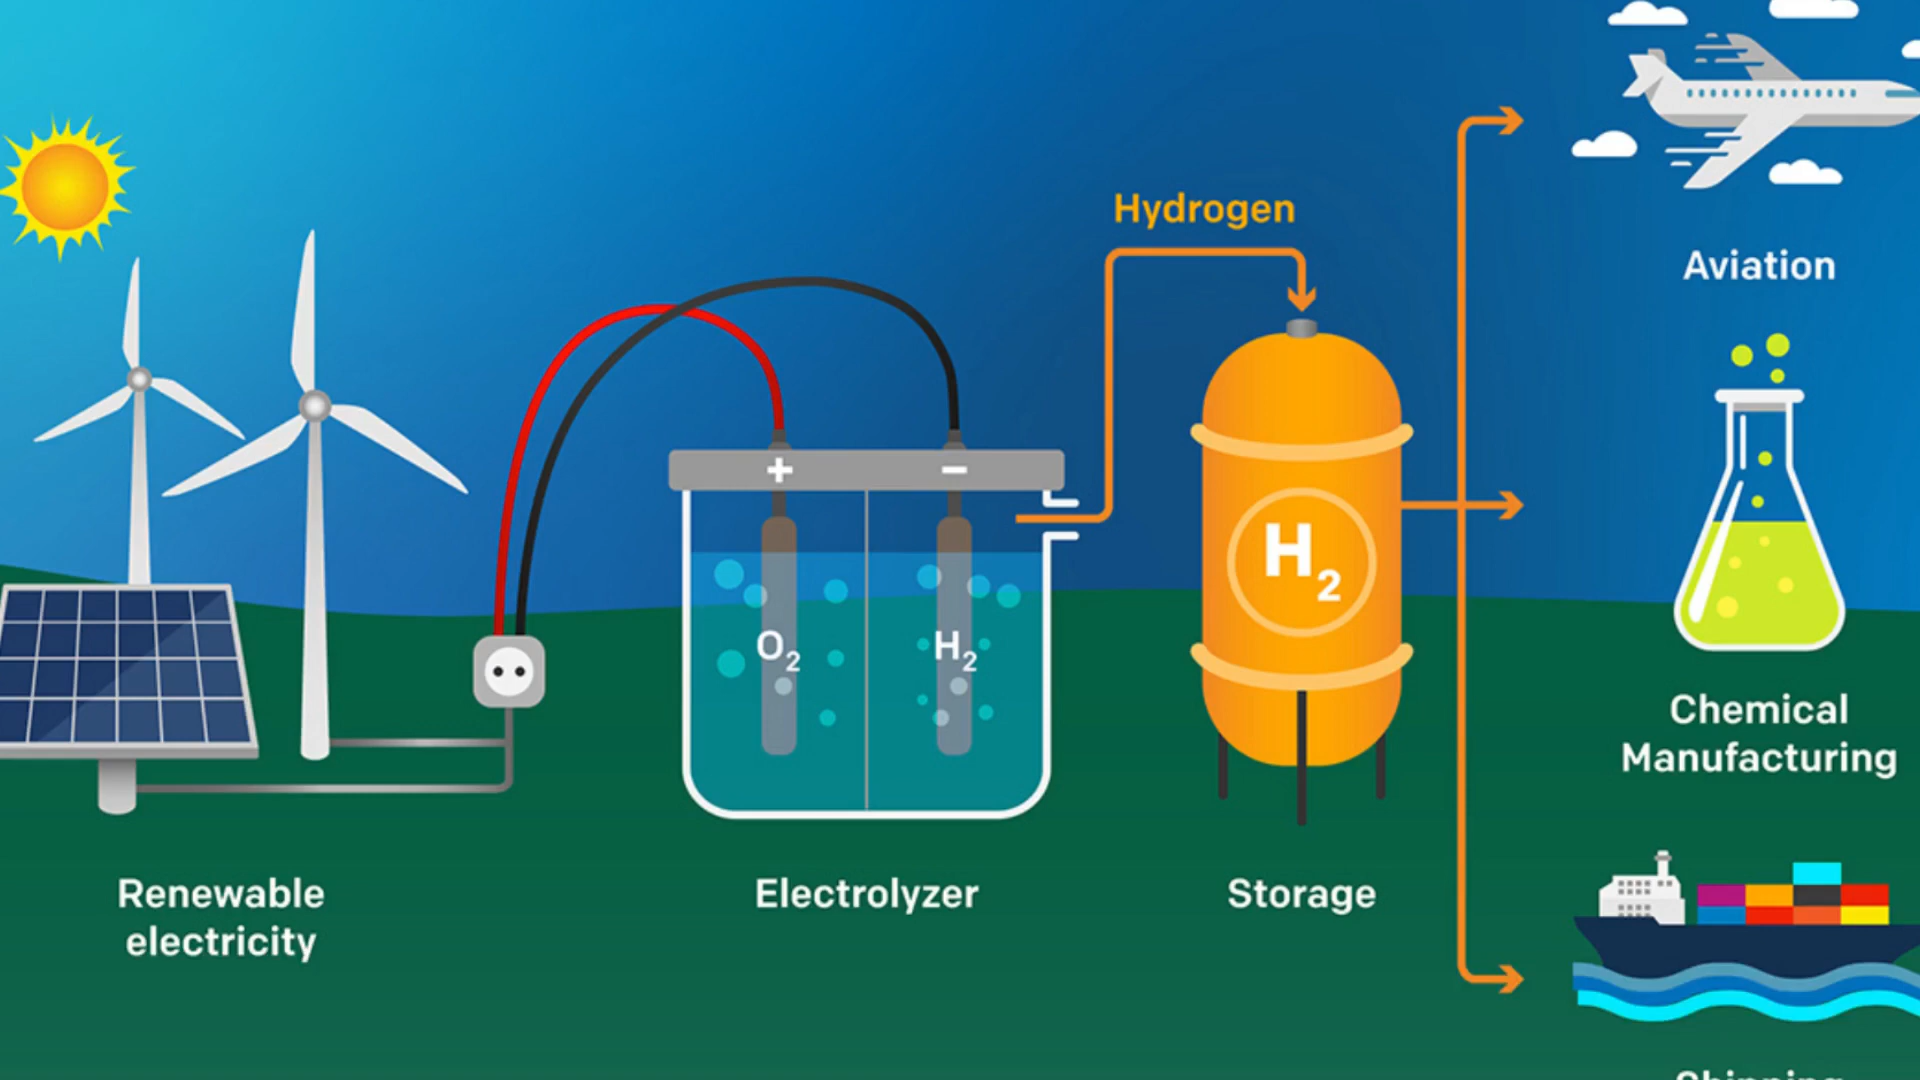 Hydrogen
Aviation
+ −
O₂
H₂
H₂
Chemical
Manufacturing
Renewable
electricity
Electrolyzer
Storage